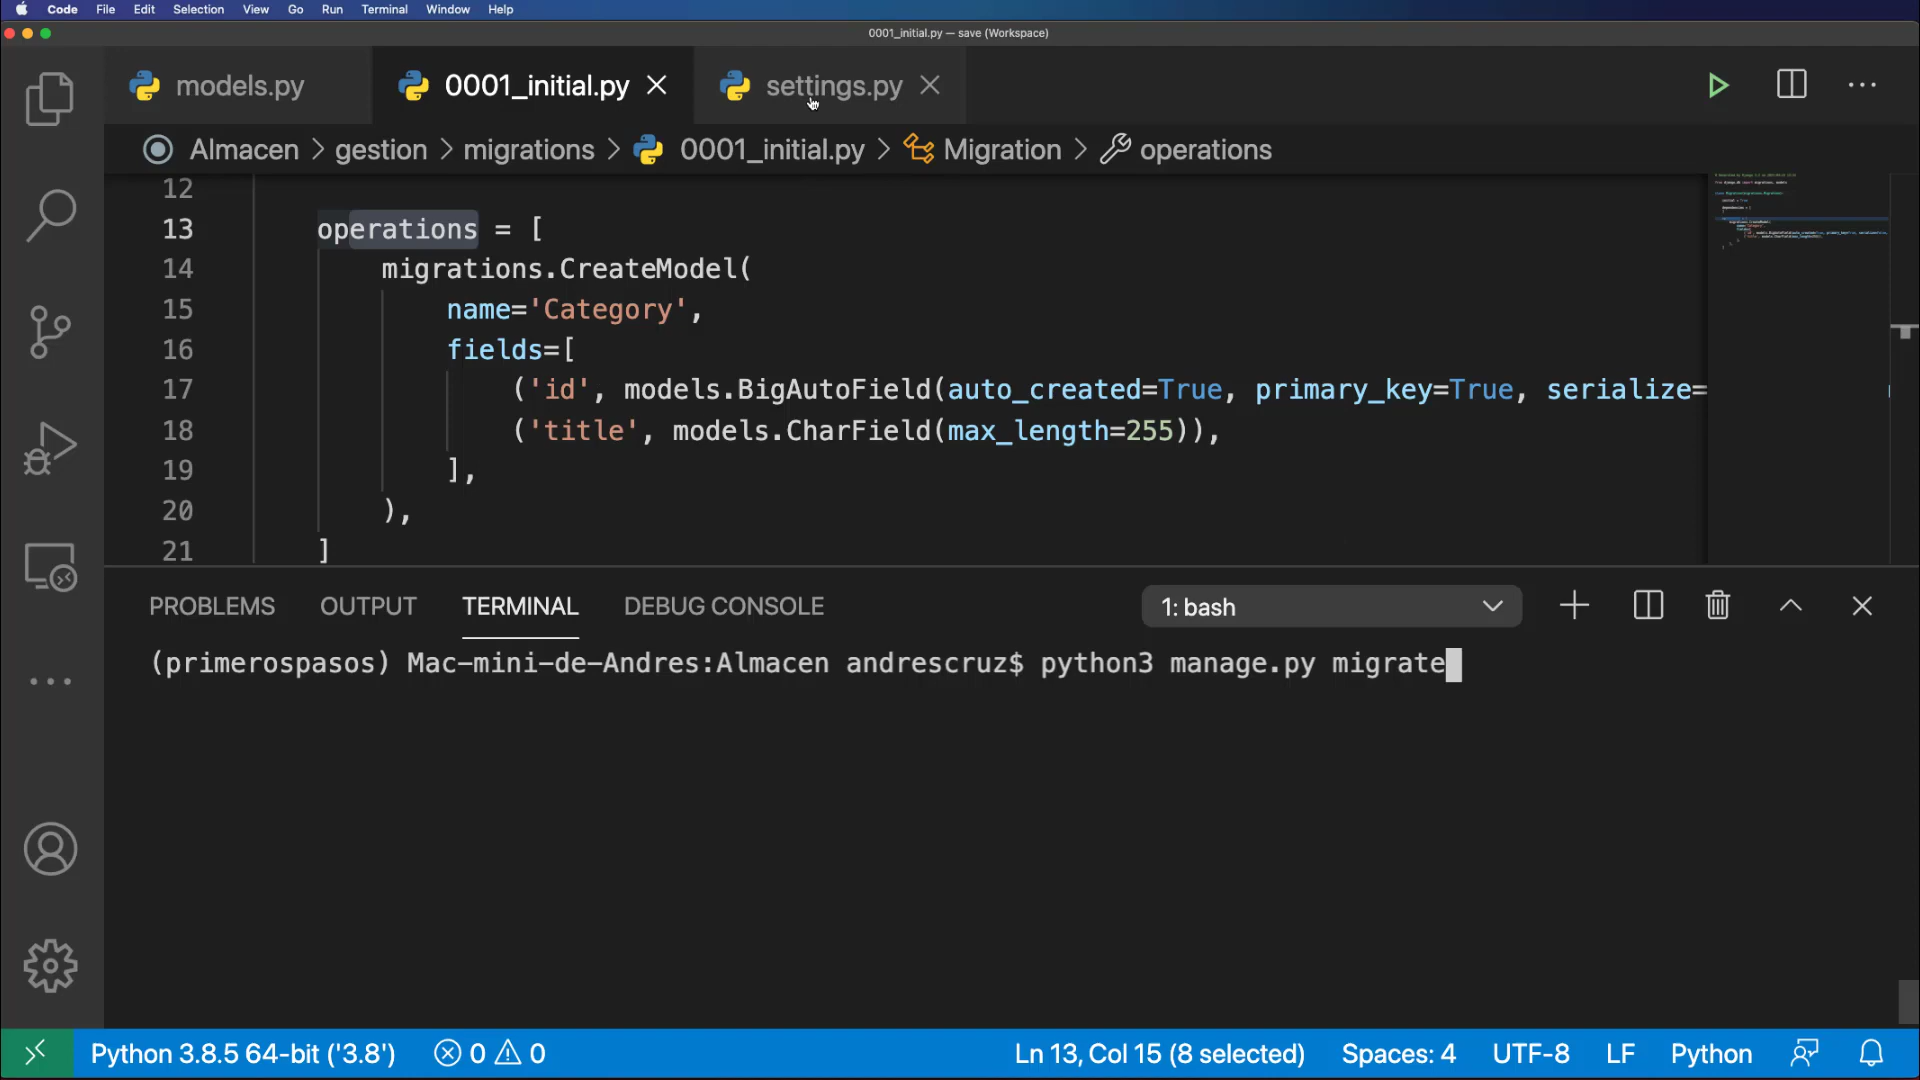 Code File Edit Selection View Go Run Terminal Window Help
0001_initial.py — save (Workspace)
models.py 0001_initial.py settings.py
Almacen > gestion > migrations > 0001_initial.py > Migration > operations
12
13 operations = [
14 migrations.CreateModel(
15 name='Category',
16 fields=[
17 ('id', models.BigAutoField(auto_created=True, primary_key=True, serialize=
18 ('title', models.CharField(max_length=255)),
19 ],
20 ),
21 ]
PROBLEMS OUTPUT TERMINAL DEBUG CONSOLE 1: bash
(primerospasos) Mac-mini-de-Andres:Almacen andrescruz$ python3 manage.py migrate
Python 3.8.5 64-bit ('3.8') 0 0 Ln 13, Col 15 (8 selected) Spaces: 4 UTF-8 LF Python